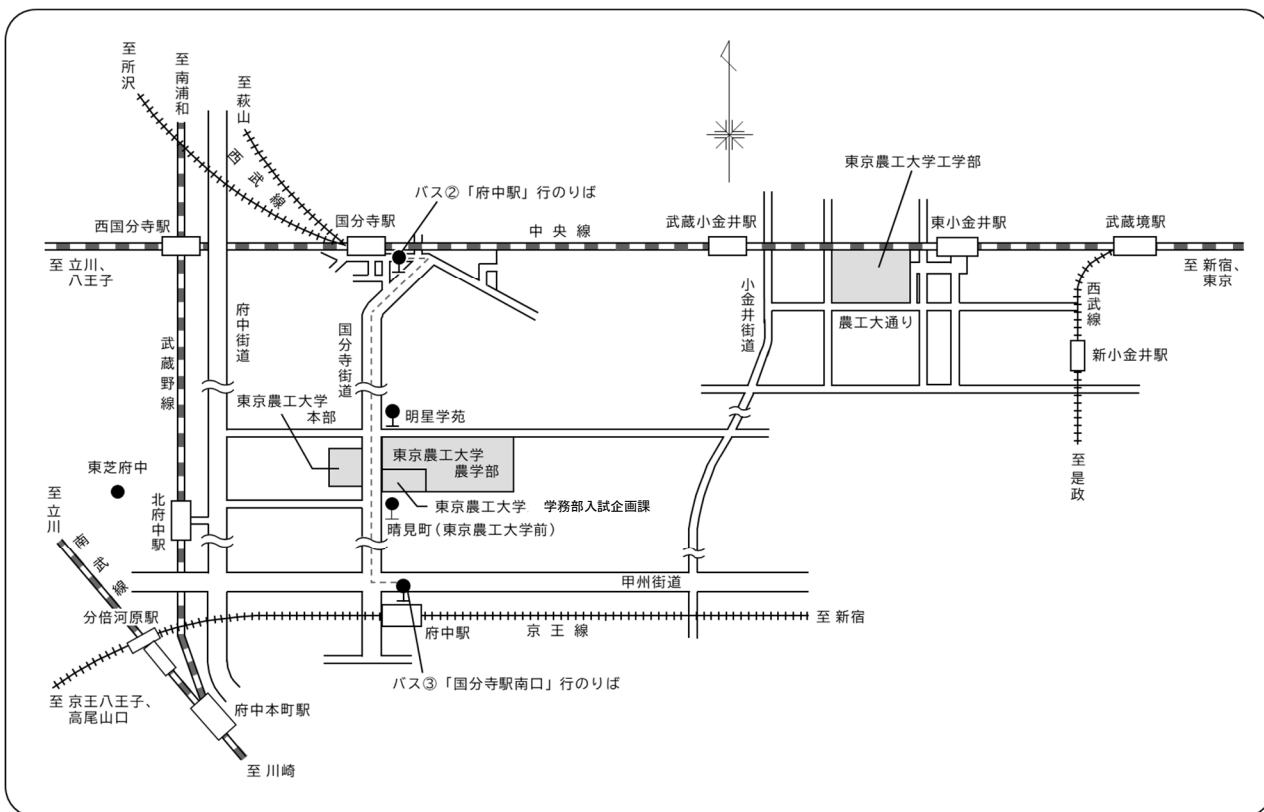 至所沢
至南浦和
至萩山
西武線
東京農工大学工学部
バス②「府中駅」行のりば
西国分寺駅
国分寺駅
中央線
武蔵小金井駅
東小金井駅
武蔵境駅
至 立川、
八王子
至 新宿、
東京
府中街道
国分寺街道
小金井街道
農工大通り
西武線
武蔵野線
新小金井駅
東京農工大学
本部
明星学苑
東京農工大学
農学部
東芝府中
至立川
北府中駅
東京農工大学 学務部入試企画課
晴見町(東京農工大学前)
至是政
南武線
甲州街道
分倍河原駅
府中駅
京王線
至 新宿
バス③「国分寺駅南口」行のりば
至 京王八王子、
高尾山口
府中本町駅
至 川崎